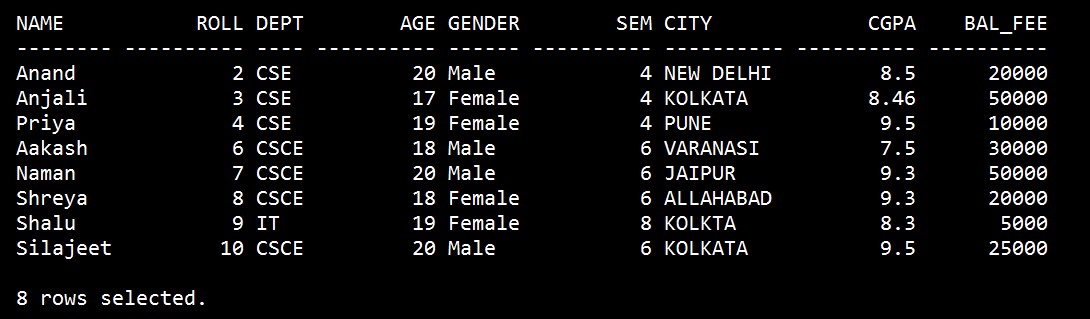 NAME ROLL DEPT AGE GENDER SEM CITY CGPA BAL_FEE
-------- ---------- ---- ---------- ------ ---------- ---------- ---------- ----------
Anand 2 CSE 20 Male 4 NEW DELHI 8.5 20000
Anjali 3 CSE 17 Female 4 KOLKATA 8.46 50000
Priya 4 CSE 19 Female 4 PUNE 9.5 10000
Aakash 6 CSCE 18 Male 6 VARANASI 7.5 30000
Naman 7 CSCE 20 Male 6 JAIPUR 9.3 50000
Shreya 8 CSCE 18 Female 6 ALLAHABAD 9.3 20000
Shalu 9 IT 19 Female 8 KOLKTA 8.3 5000
Silajeet 10 CSCE 20 Male 6 KOLKATA 9.5 25000
8 rows selected.